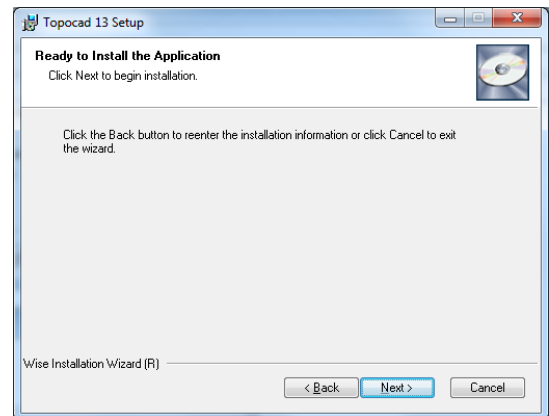 Topocad 13 Setup
Ready to Install the Application
Click Next to begin installation.
Click the Back button to reenter the installation information or click Cancel to exit
the wizard.
Wise Installation Wizard (R)
< Back Next > Cancel